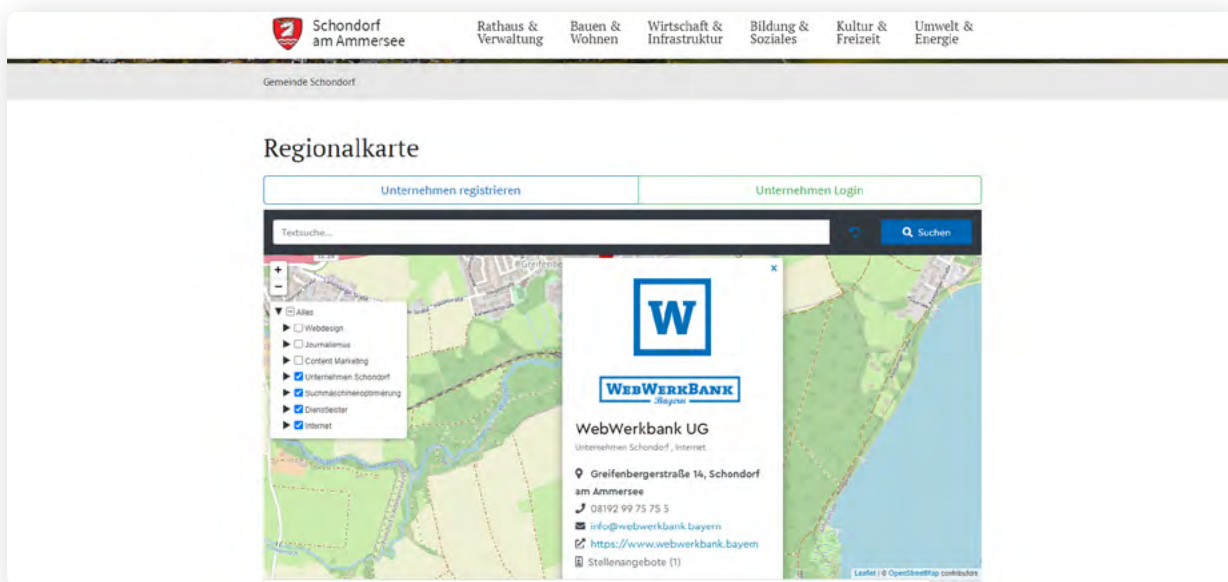 Schondorf
am Ammersee
Rathaus &
Verwaltung
Bauen &
Wohnen
Wirtschaft &
Infrastruktur
Bildung &
Soziales
Kultur &
Freizeit
Umwelt &
Energie
Gemeinde Schondorf
Regionalkarte
Unternehmen registrieren
Unternehmen Login
Textsuche...
Suchen
+
−
Alles
Webdesign
Journalismus
Content Marketing
Unternehmen Schondorf
Suchmaschineroptimierung
Dienstleister
Internet
W
WEBWERKBANK
Bayern
WebWerkbank UG
Unternehmen Schondorf , Internet
Greifenbergerstraße 14, Schondorf
am Ammersee
08192 99 75 75 5
info@webwerkbank.bayern
https://www.webwerkbank.bayern
Stellenangebote (1)
x
Leaflet | © OpenStreetMap contributors